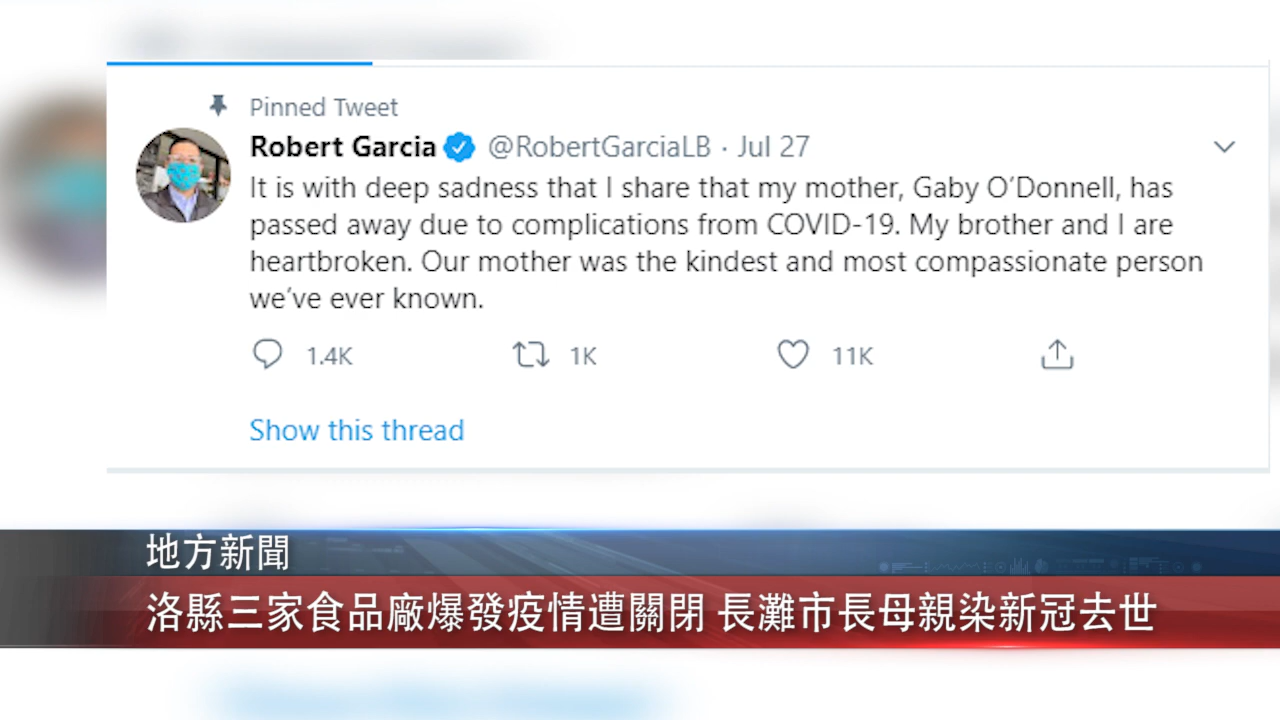 Pinned Tweet
Robert Garcia @RobertGarciaLB · Jul 27
It is with deep sadness that I share that my mother, Gaby O’Donnell, has
passed away due to complications from COVID-19. My brother and I are
heartbroken. Our mother was the kindest and most compassionate person
we’ve ever known.
1.4K 1K 11K
Show this thread
地方新聞
洛縣三家食品廠爆發疫情遭關閉 長灘市長母親染新冠去世